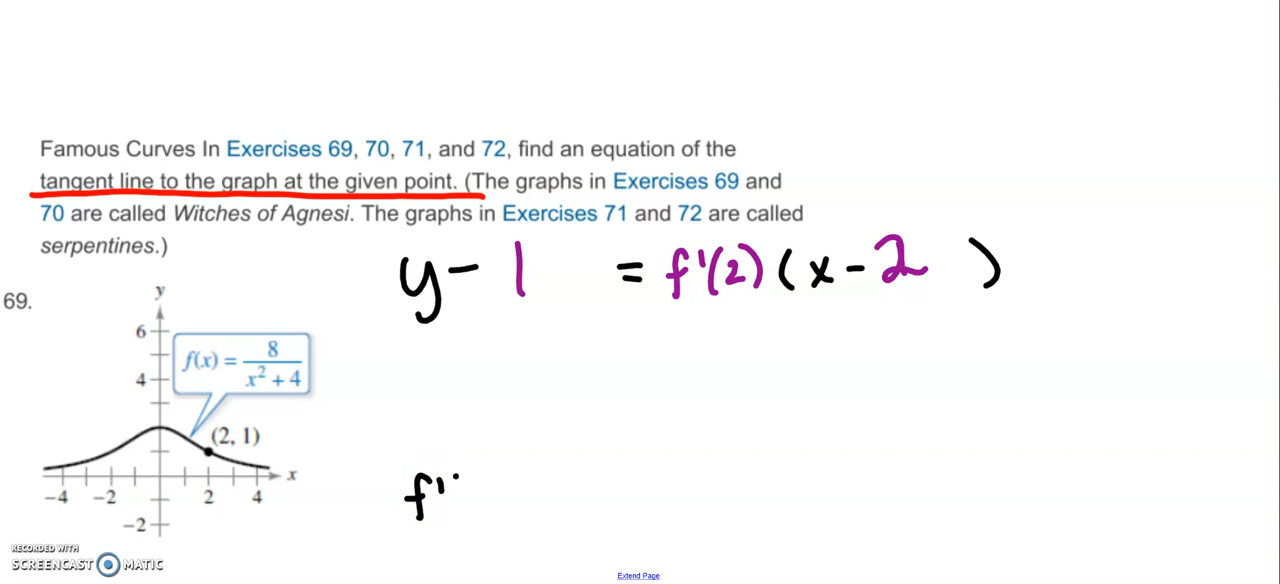 Famous Curves In Exercises 69, 70, 71, and 72, find an equation of the
tangent line to the graph at the given point. (The graphs in Exercises 69 and
70 are called Witches of Agnesi. The graphs in Exercises 71 and 72 are called
serpentines.)
y - 1 = f'(2) (x - 2 )
69.
y
6
f(x) = 8 / x² + 4
4
(2, 1)
x
-4 -2 2 4
f'
-2
RECORDED WITH
SCREENCAST MATIC
Extend Page